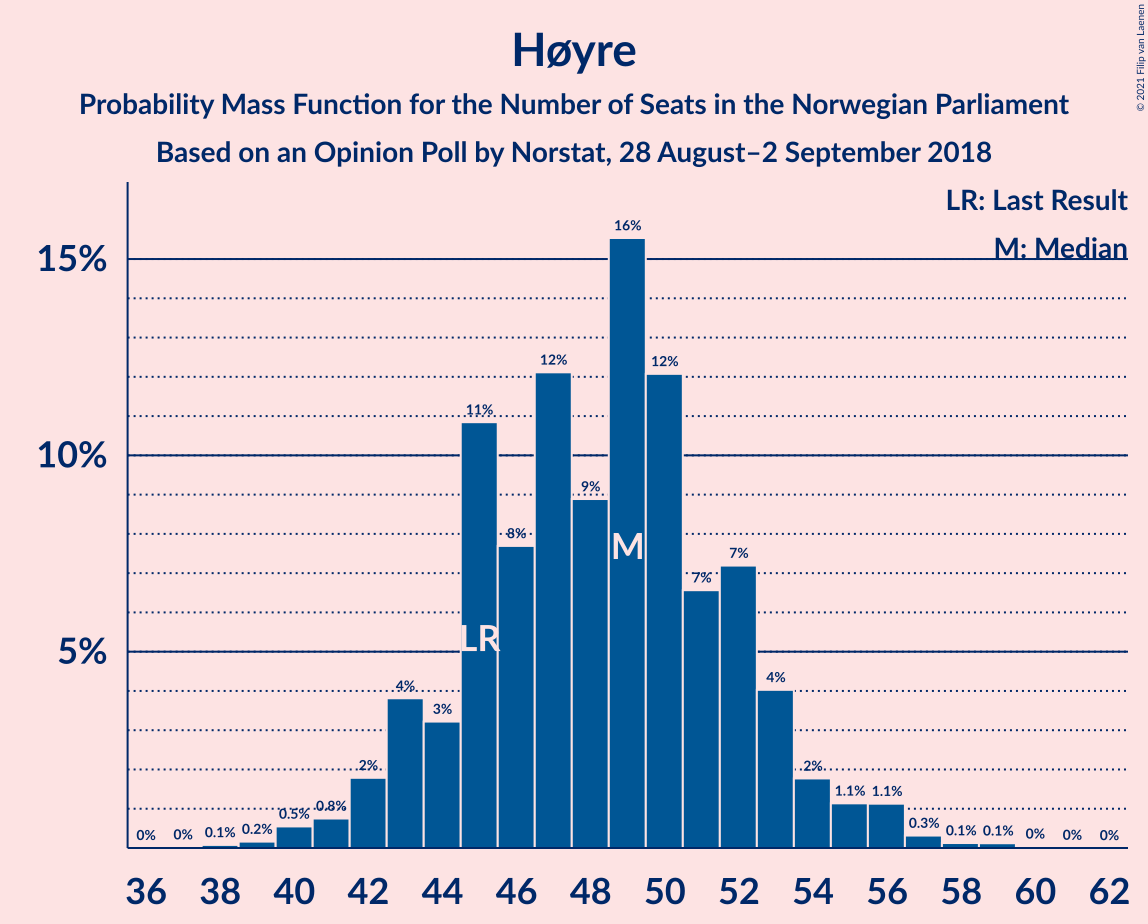 Høyre
Probability Mass Function for the Number of Seats in the Norwegian Parliament
Based on an Opinion Poll by Norstat, 28 August–2 September 2018
© 2021 Filip van Laenen
LR: Last Result
M: Median
15%
10%
5%
0% 0% 0.1% 0.2% 0.5% 0.8% 2% 4% 3% 11% 8% 12% 9% 16% 12% 7% 7% 4% 2% 1.1% 1.1% 0.3% 0.1% 0.1% 0% 0% 0%
LR
M
36 38 40 42 44 46 48 50 52 54 56 58 60 62